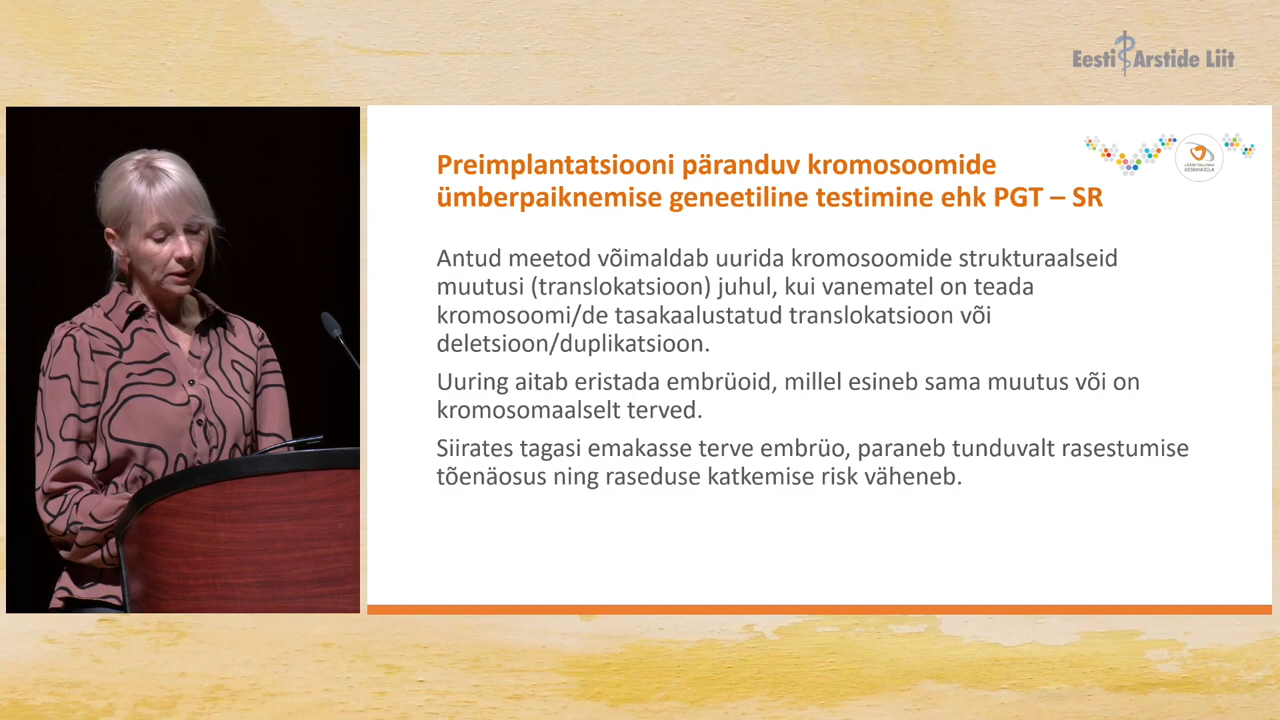 Eesti Arstide Liit
Preimplantatsiooni päranduv kromosoomide
ümberpaiknemise geneetiline testimine ehk PGT – SR
Antud meetod võimaldab uurida kromosoomide strukturaalseid
muutusi (translokatsioon) juhul, kui vanematel on teada
kromosoomi/de tasakaalustatud translokatsioon või
deletsioon/duplikatsioon.
Uuring aitab eristada embrüoid, millel esineb sama muutus või on
kromosomaalselt terved.
Siirates tagasi emakasse terve embrüo, paraneb tunduvalt rasestumise
tõenäosus ning raseduse katkemise risk väheneb.